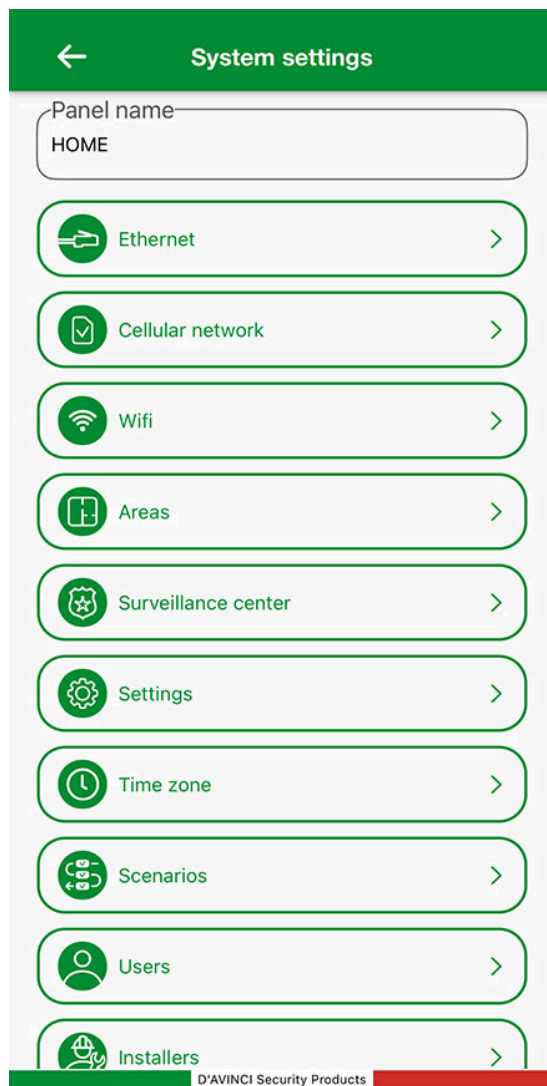 System settings
Panel name
HOME
Ethernet
Cellular network
Wifi
Areas
Surveillance center
Settings
Time zone
Scenarios
Users
Installers
D'AVINCI Security Products